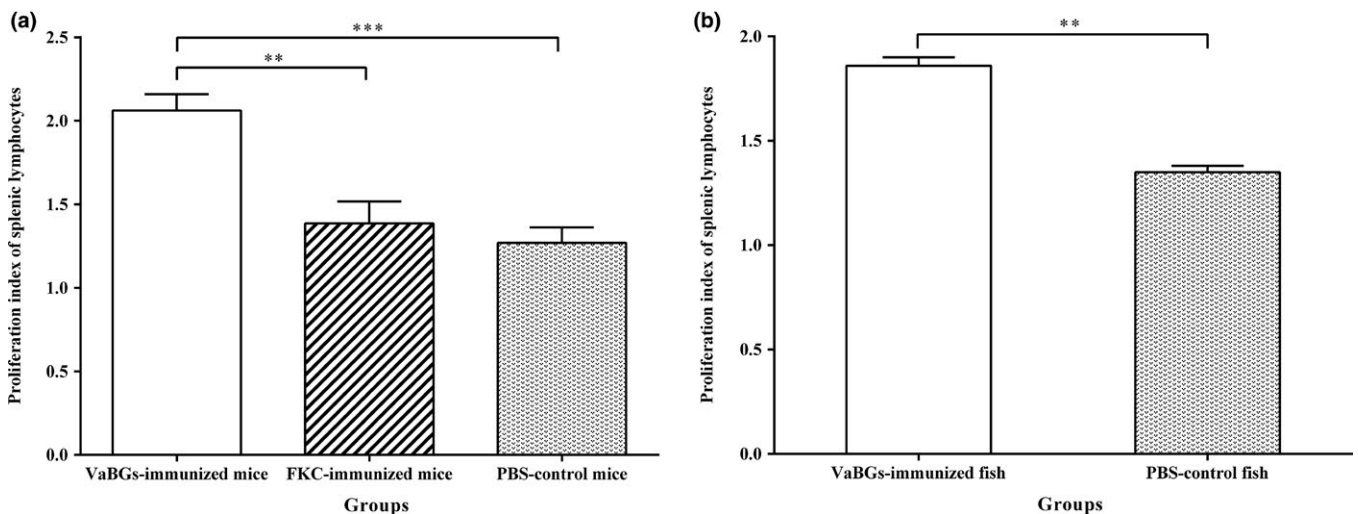 (a)
Proliferation index of splenic lymphocytes
2.5
2.0
1.5
1.0
0.5
0.0
***
**
VaBGs-immunized mice
FKC-immunized mice
PBS-control mice
Groups
(b)
Proliferation index of splenic lymphocytes
2.0
1.5
1.0
0.5
0.0
**
VaBGs-immunized fish
PBS-control fish
Groups